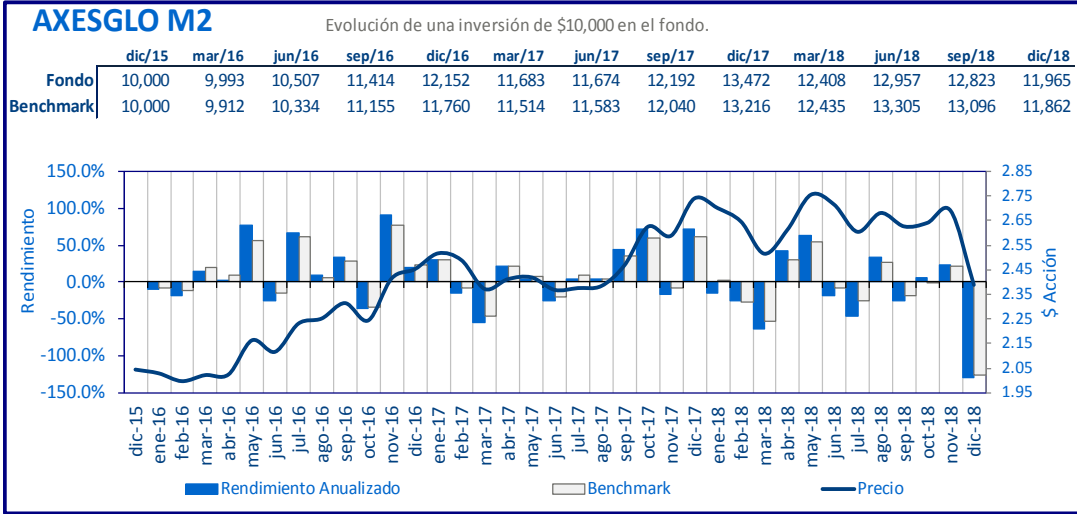 AXESGLO M2
Evolución de una inversión de $10,000 en el fondo.
dic/15 mar/16 jun/16 sep/16 dic/16 mar/17 jun/17 sep/17 dic/17 mar/18 jun/18 sep/18 dic/18
Fondo 10,000 9,993 10,507 11,414 12,152 11,683 11,674 12,192 13,472 12,408 12,957 12,823 11,965
Benchmark 10,000 9,912 10,334 11,155 11,760 11,514 11,583 12,040 13,216 12,435 13,305 13,096 11,862
150.0%
100.0%
50.0%
0.0%
-50.0%
-100.0%
-150.0%
Rendimiento
2.85
2.75
2.65
2.55
2.45
2.35
2.25
2.15
2.05
1.95
$ Acción
dic-15 ene-16 feb-16 mar-16 abr-16 may-16 jun-16 jul-16 ago-16 sep-16 oct-16 nov-16 dic-16 ene-17 feb-17 mar-17 abr-17 may-17 jun-17 jul-17 ago-17 sep-17 oct-17 nov-17 dic-17 ene-18 feb-18 mar-18 abr-18 may-18 jun-18 jul-18 ago-18 sep-18 oct-18 nov-18 dic-18
Rendimiento Anualizado Benchmark Precio